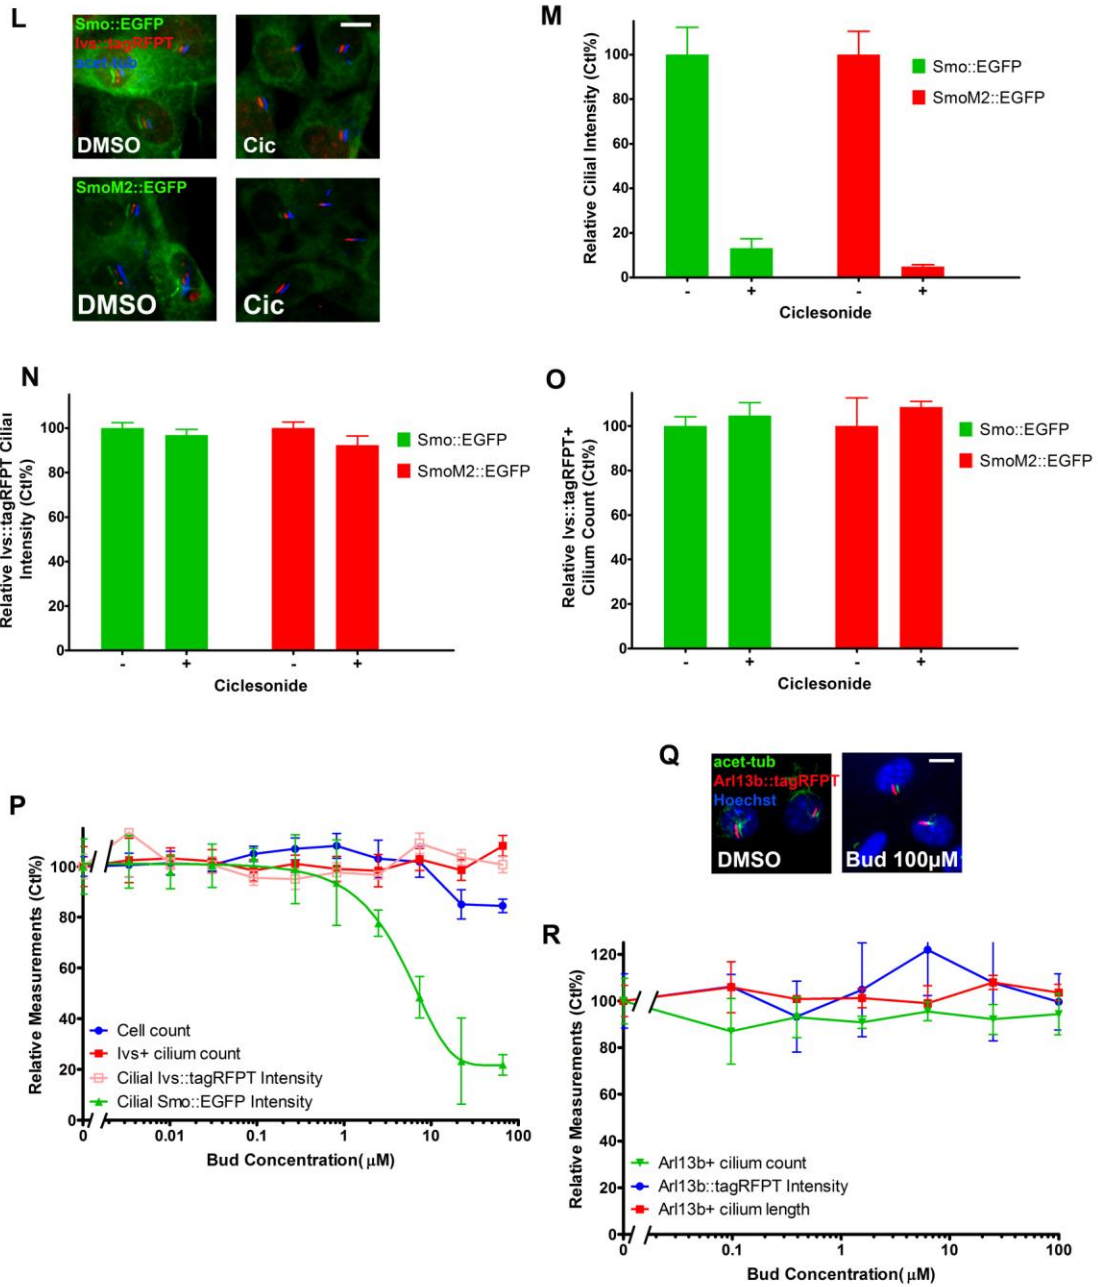 L
Smo::EGFP
Ivs::tagRFPT
acet-tub
DMSO
Cic
SmoM2::EGFP
DMSO
Cic
M
Relative Cilial Intensity (Ctl%)
100
80
60
40
20
0
- + - +
Ciclesonide
Smo::EGFP
SmoM2::EGFP
N
Relative Ivs::tagRFPT Cilial
Intensity (Ctl%)
100
80
60
40
20
0
- + - +
Ciclesonide
Smo::EGFP
SmoM2::EGFP
O
Relative Ivs::tagRFPT+
Cilium Count (Ctl%)
100
80
60
40
20
0
- + - +
Ciclesonide
Smo::EGFP
SmoM2::EGFP
P
Relative Measurements (Ctl%)
100
80
60
40
20
0
Cell count
Ivs+ cilium count
Cilial Ivs::tagRFPT Intensity
Cilial Smo::EGFP Intensity
0 0.01 0.1 1 10 100
Bud Concentration( μM)
Q
acet-tub
Arl13b::tagRFPT
Hoechst
DMSO
Bud 100μM
R
Relative Measurements (Ctl%)
120
100
80
60
40
20
0
Arl13b+ cilium count
Arl13b::tagRFPT Intensity
Arl13b+ cilium length
0 0.1 1 10 100
Bud Concentration( μM)